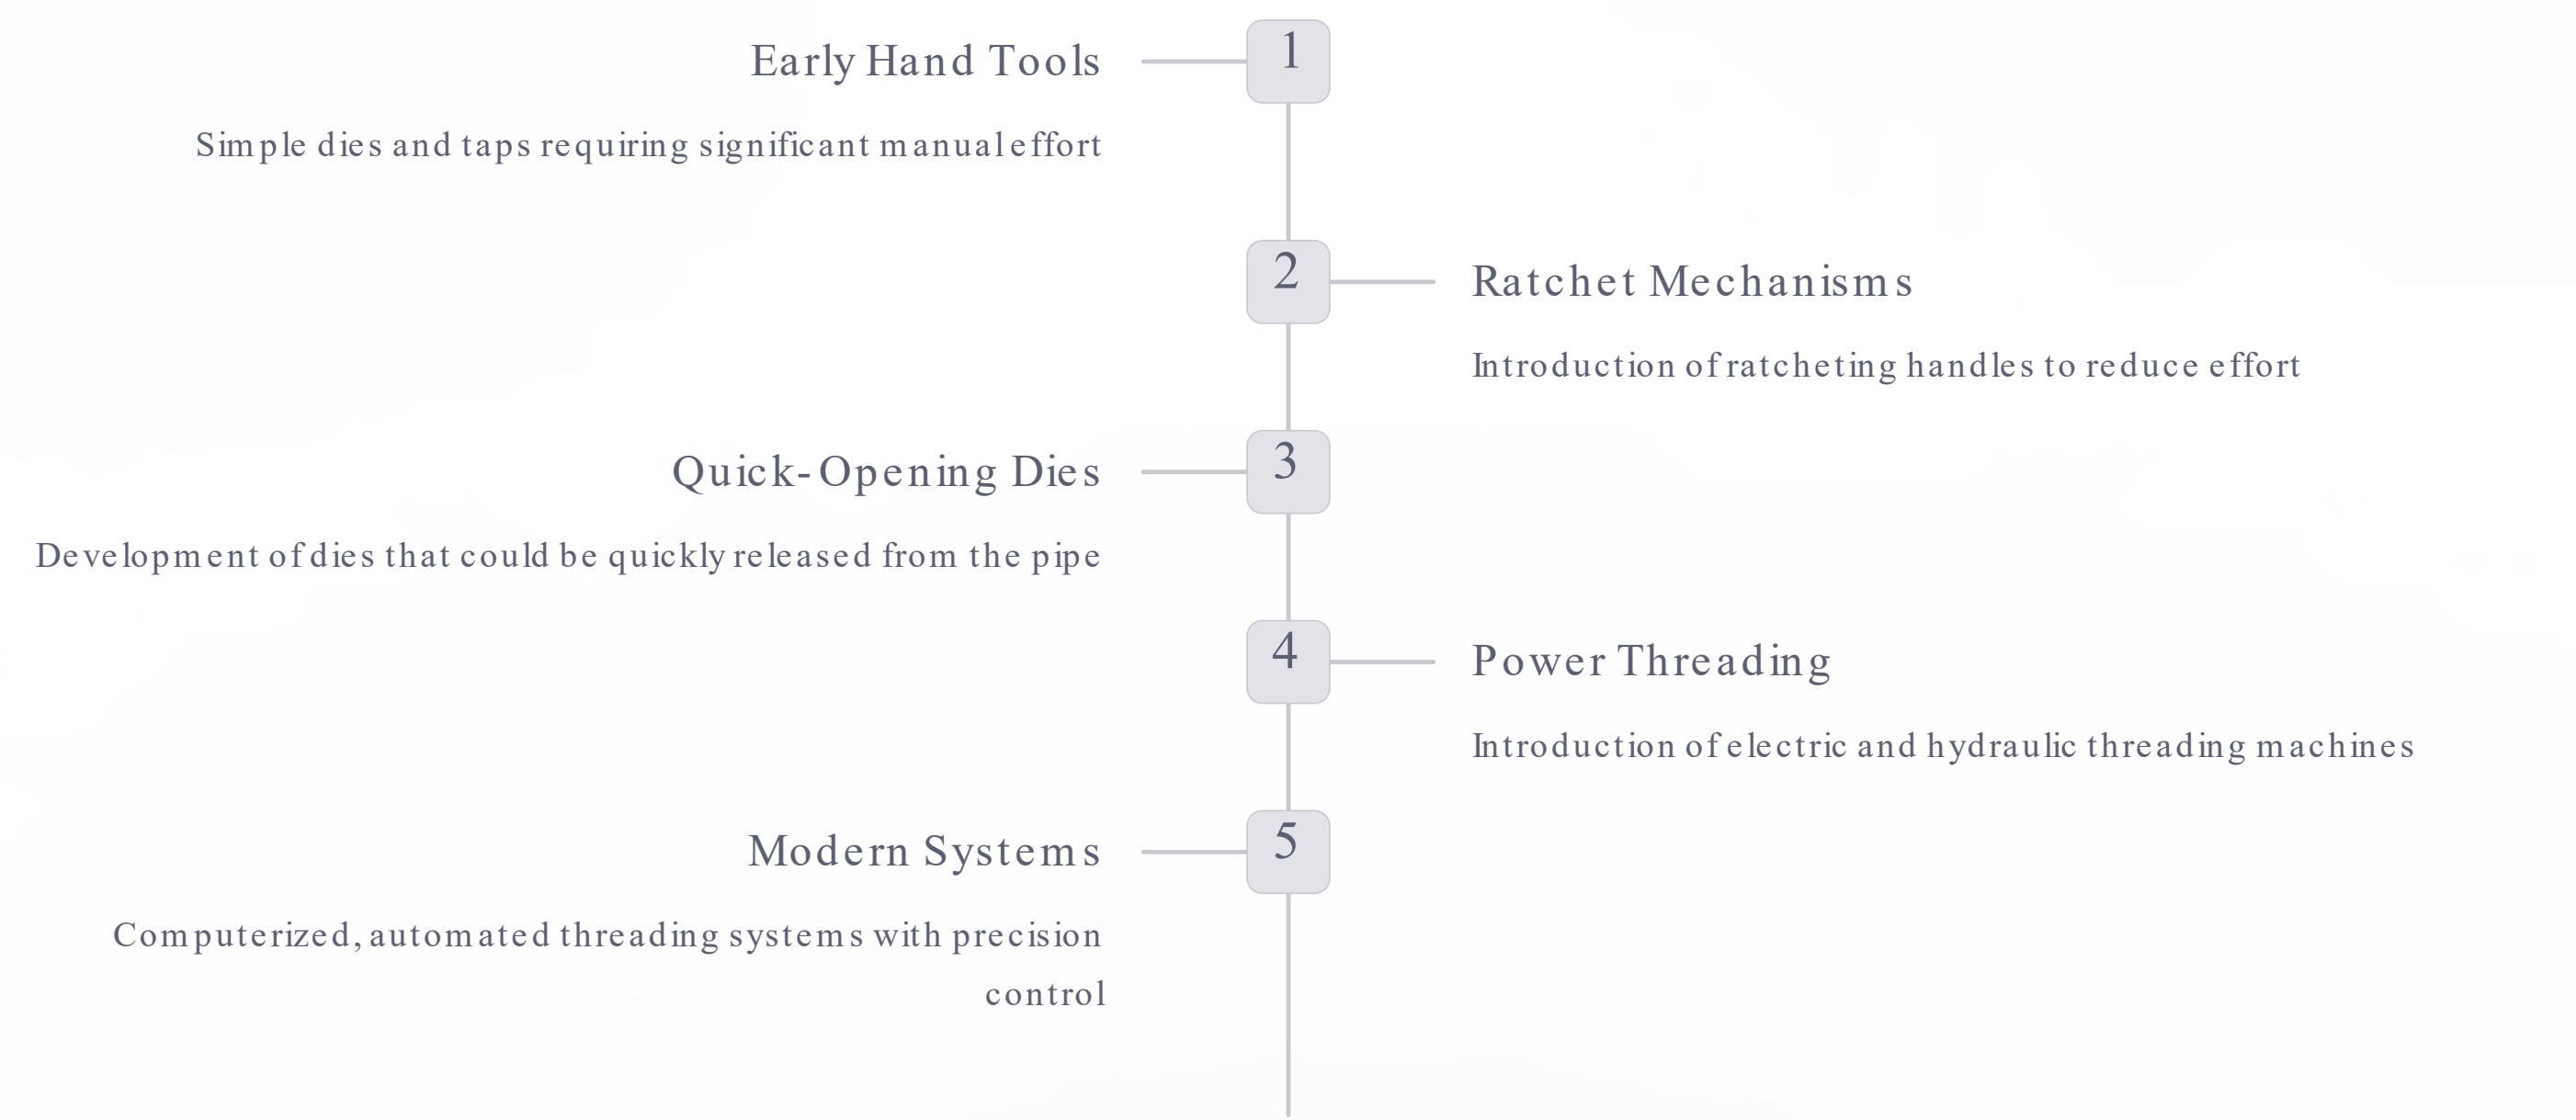 1
Early Hand Tools
Simple dies and taps requiring significant manual effort
2
Ratchet Mechanisms
Introduction of ratcheting handles to reduce effort
3
Quick-Opening Dies
Development of dies that could be quickly released from the pipe
4
Power Threading
Introduction of electric and hydraulic threading machines
5
Modern Systems
Computerized, automated threading systems with precision
control